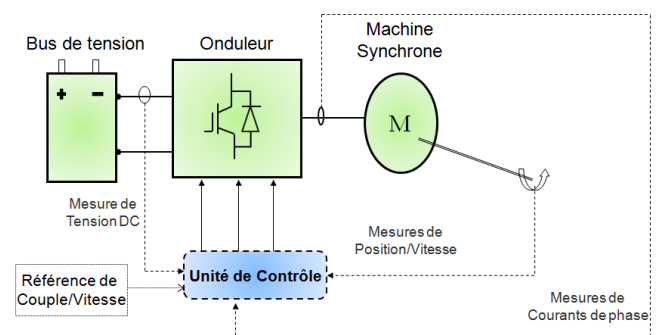 Bus de tension
Onduleur
Machine
Synchrone
+ -
M
Mesure de
Tension DC
Mesures de
Position/Vitesse
Unité de Contrôle
Référence de
Couple/Vitesse
Mesures de
Courants de phase